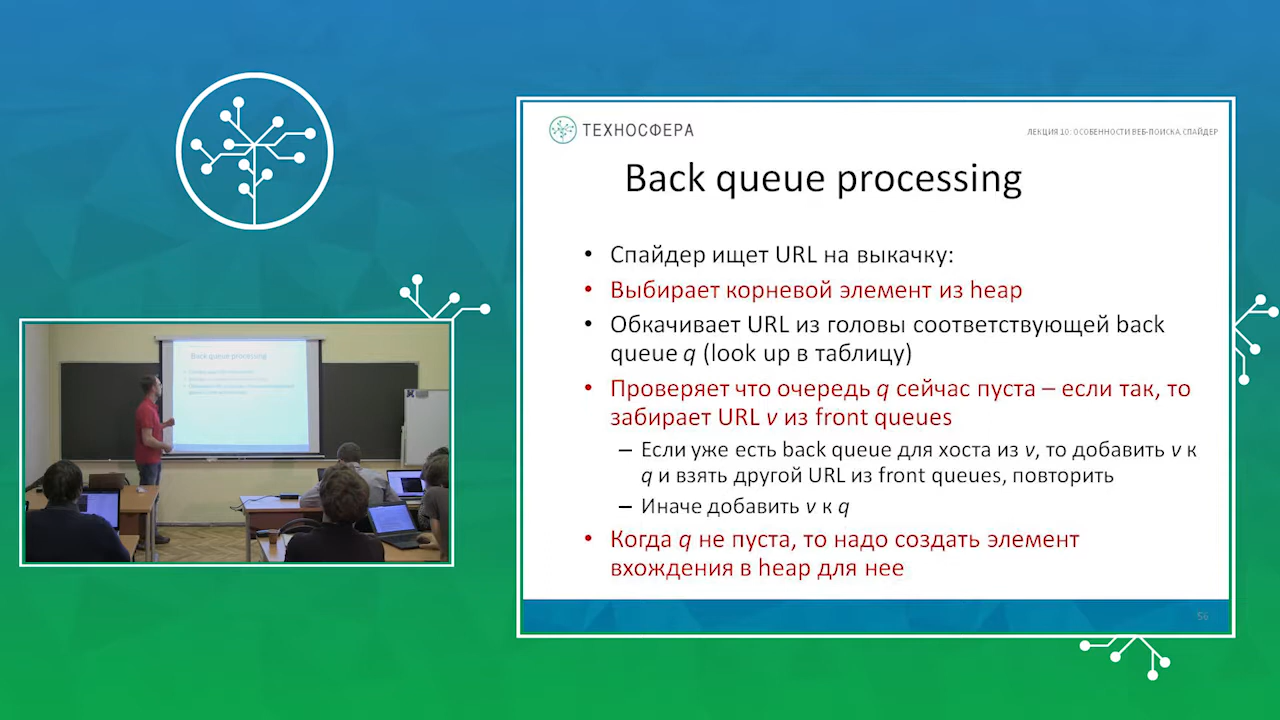 ТЕХНОСФЕРА
ЛЕКЦИЯ 10: ОСОБЕННОСТИ ВЕБ-ПОИСКА. СПАЙДЕР
Back queue processing
• Спайдер ищет URL на выкачку:
• Выбирает корневой элемент из heap
• Обкачивает URL из головы соответствующей back
queue q (look up в таблицу)
• Проверяет что очередь q сейчас пуста – если так, то
забирает URL v из front queues
– Если уже есть back queue для хоста из v, то добавить v к
q и взять другой URL из front queues, повторить
– Иначе добавить v к q
• Когда q не пуста, то надо создать элемент
вхождения в heap для нее
56
Back queue processing